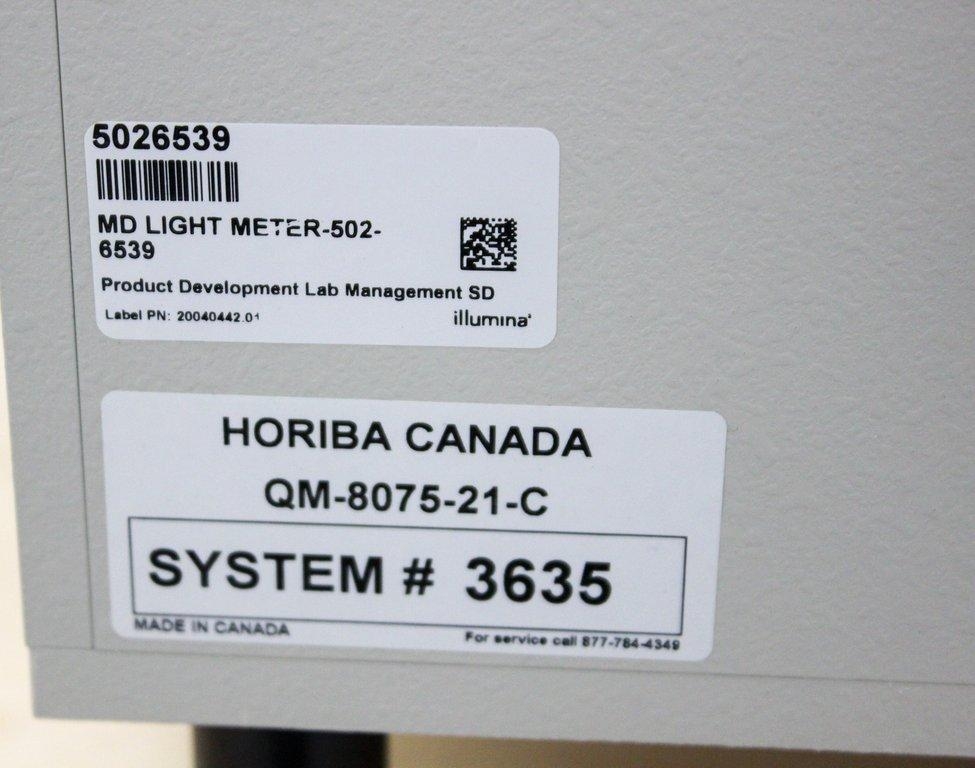 5026539
MD LIGHT METER-502-
6539
Product Development Lab Management SD
Label PN: 20040442.01
illumina
HORIBA CANADA
QM-8075-21-C
SYSTEM # 3635
MADE IN CANADA
For service call 877-784-4349